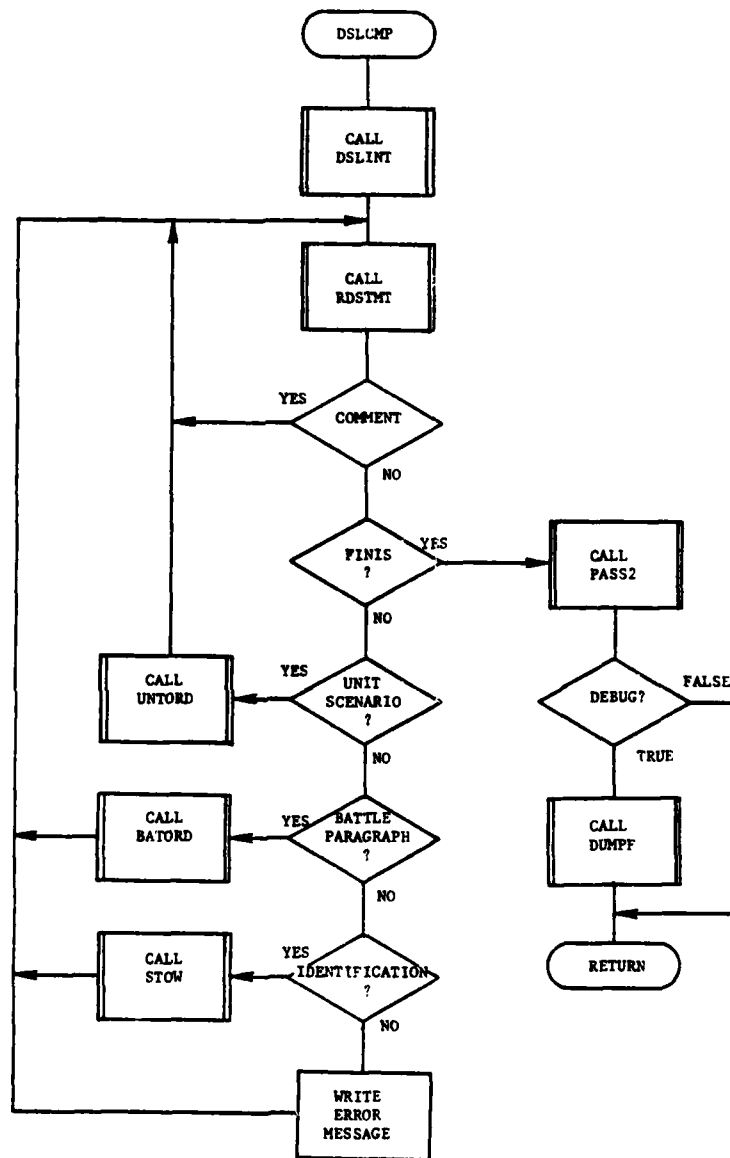 DSLCMP
CALL
DSLINT
CALL
RDSTMT
YES
COMMENT
NO
FINIS
?
YES
CALL
PASS2
NO
CALL
UNTORD
YES
UNIT
SCENARIO
?
DEBUG?
FALSE
NO
TRUE
CALL
BATORD
YES
BATTLE
PARAGRAPH
?
CALL
DUMPF
NO
CALL
STOW
YES
IDENTIFICATION
?
RETURN
NO
WRITE
ERROR
MESSAGE